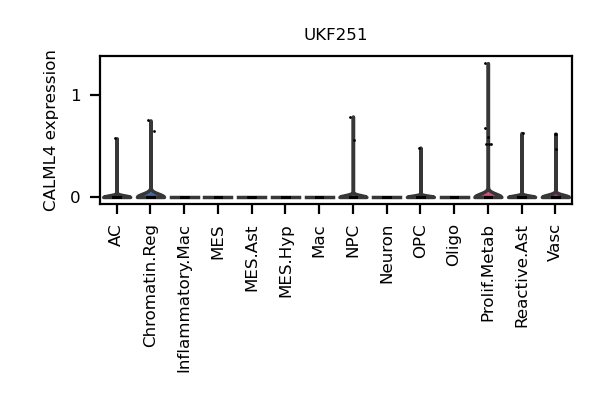 UKF251
CALML4 expression
1
0
AC
Chromatin.Reg
Inflammatory.Mac
MES
MES.Ast
MES.Hyp
Mac
NPC
Neuron
OPC
Oligo
Prolif.Metab
Reactive.Ast
Vasc